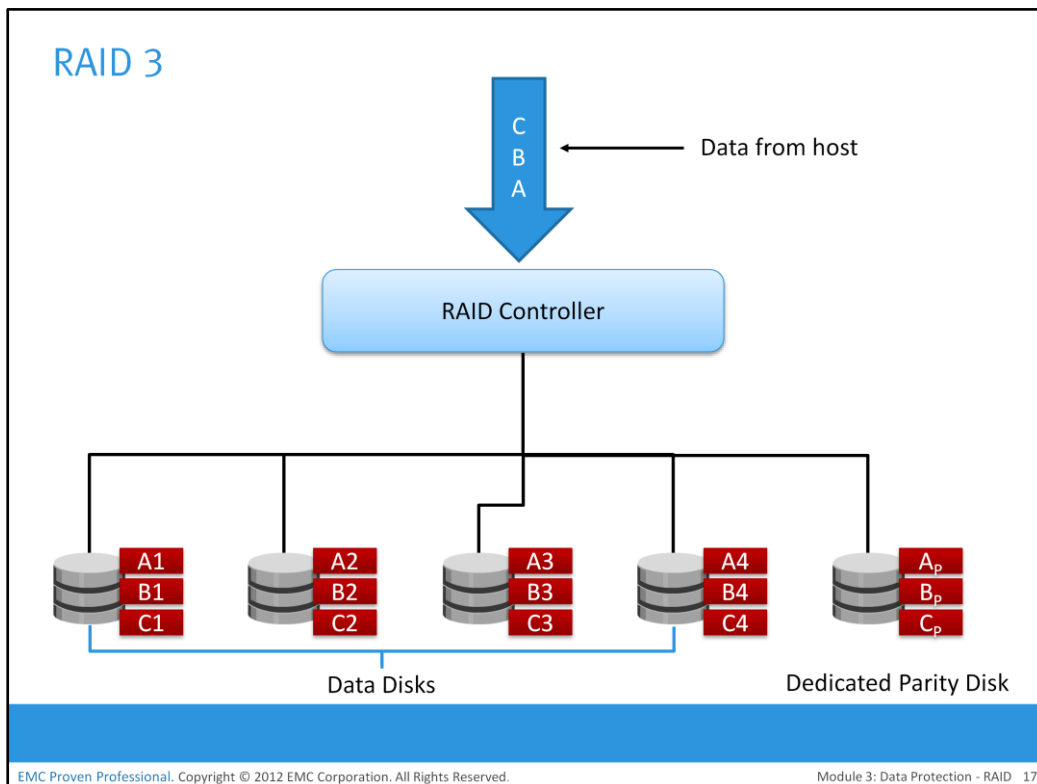 RAID 3
C
B
A
Data from host
RAID Controller
A1 A2 A3 A4 AP
B1 B2 B3 B4 BP
C1 C2 C3 C4 CP
Data Disks
Dedicated Parity Disk
EMC Proven Professional. Copyright © 2012 EMC Corporation. All Rights Reserved. Module 3: Data Protection - RAID 17